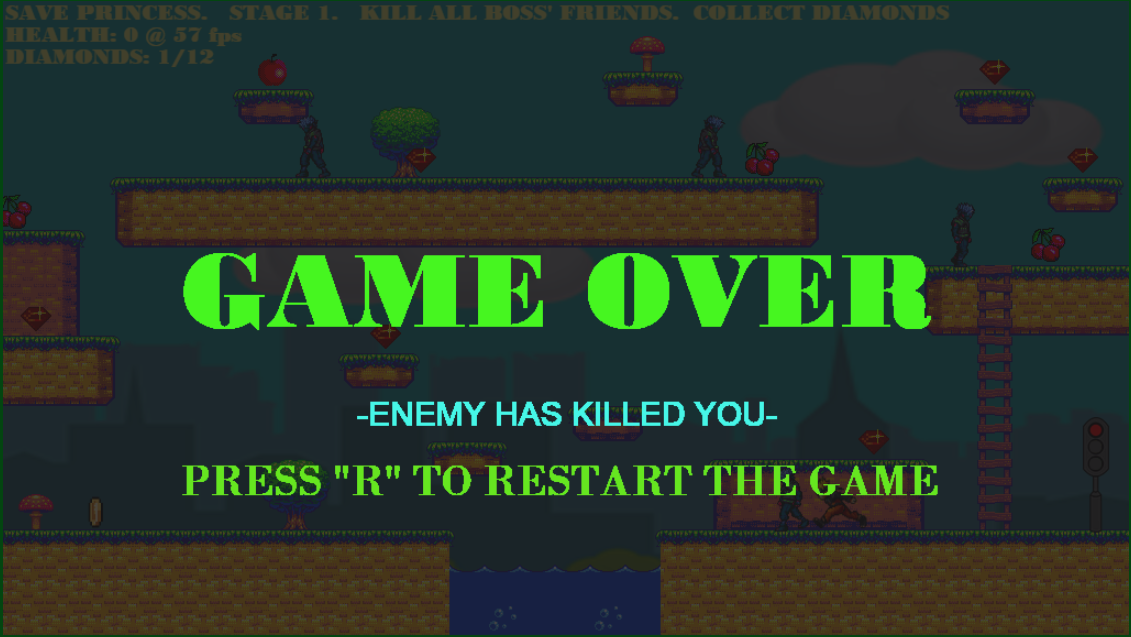 SAVE PRINCESS. STAGE 1. KILL ALL BOSS' FRIENDS. COLLECT DIAMONDS
HEALTH: 0 @ 57 fps
DIAMONDS: 1/12
GAME OVER
-ENEMY HAS KILLED YOU-
PRESS "R" TO RESTART THE GAME